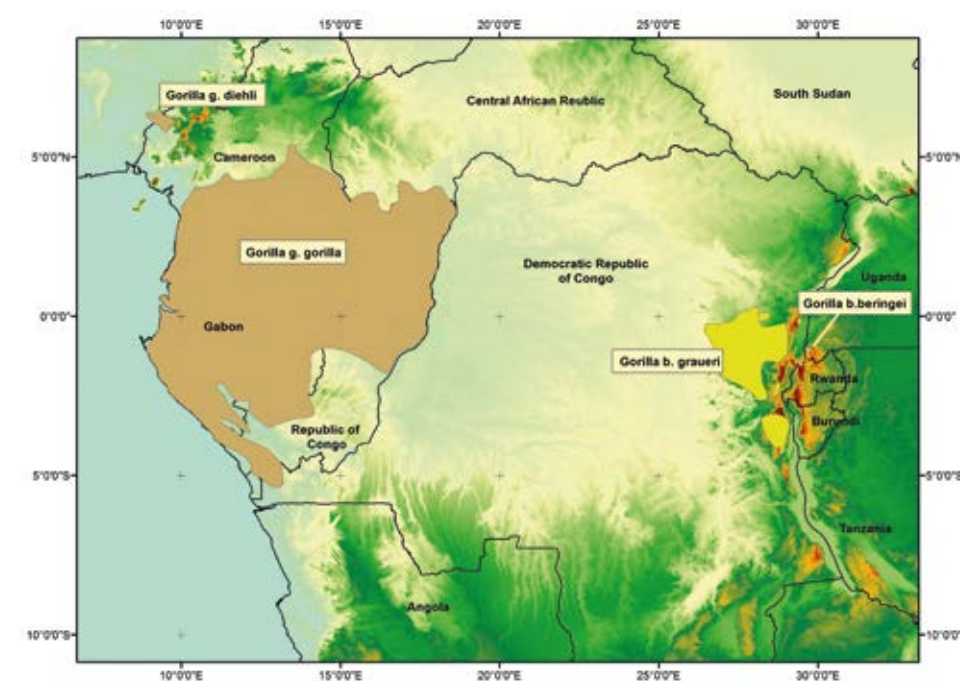 10°0'0"E 15°0'0"E 20°0'0"E 25°0'0"E 30°0'0"E
Gorilla g. diehli
Central African Reublic
South Sudan
5°0'0"N
Cameroon
5°0'0"N
Gorilla g. gorilla
Democratic Republic
of Congo
Uganda
Gorilla b.beringei
0°0'0"
Gabon
0°0'0"
Gorilla b. graueri
Rwanda
Burundi
Republic of
Congo
5°0'0"S
5°0'0"S
Tanzania
Angola
10°0'0"S
10°0'0"S
10°0'0"E 15°0'0"E 20°0'0"E 25°0'0"E 30°0'0"E